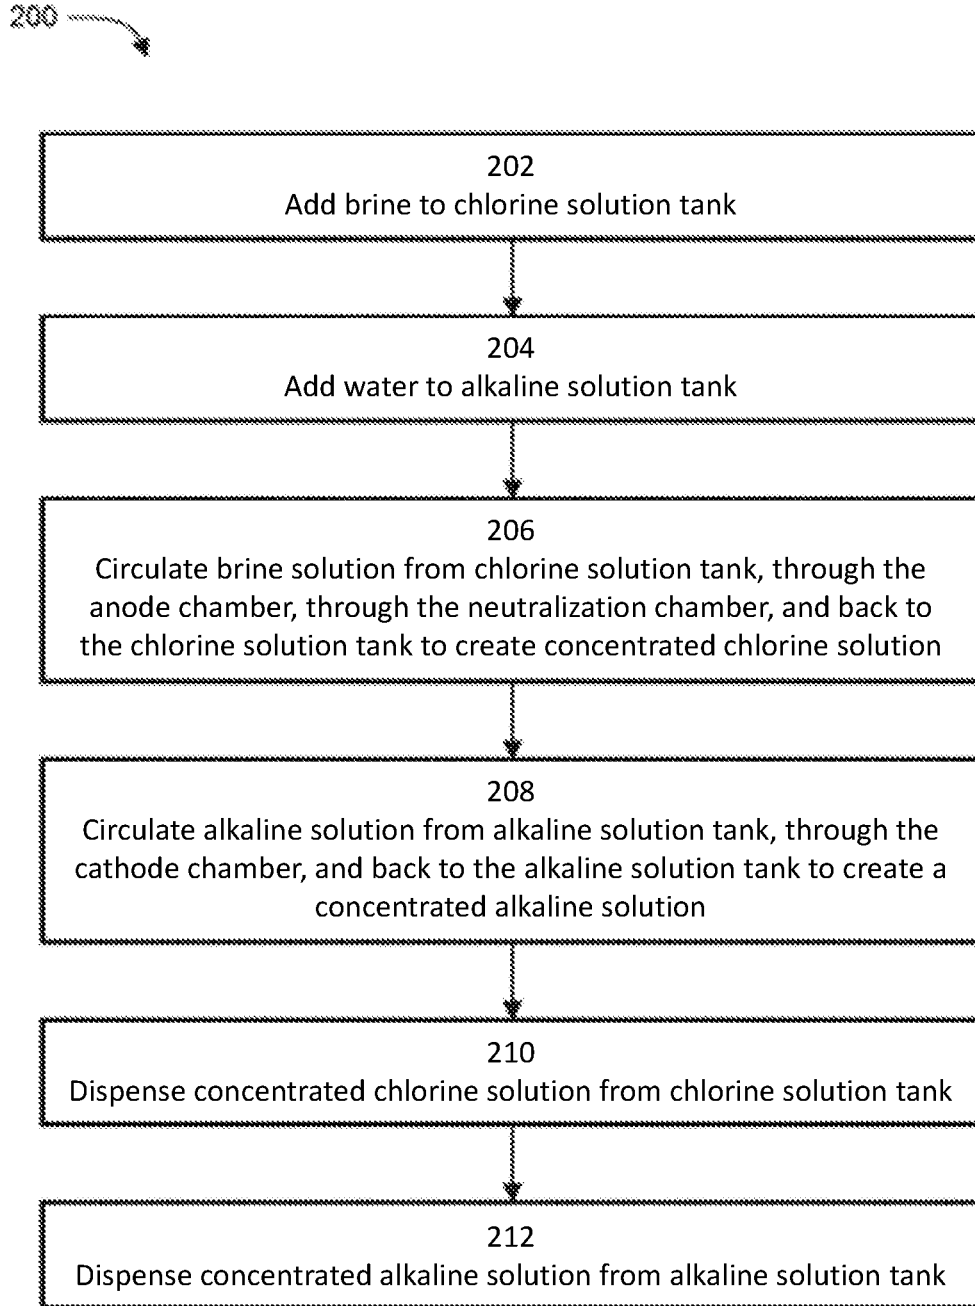 200
202
Add brine to chlorine solution tank
204
Add water to alkaline solution tank
206
Circulate brine solution from chlorine solution tank, through the
anode chamber, through the neutralization chamber, and back to
the chlorine solution tank to create concentrated chlorine solution
208
Circulate alkaline solution from alkaline solution tank, through the
cathode chamber, and back to the alkaline solution tank to create a
concentrated alkaline solution
210
Dispense concentrated chlorine solution from chlorine solution tank
212
Dispense concentrated alkaline solution from alkaline solution tank